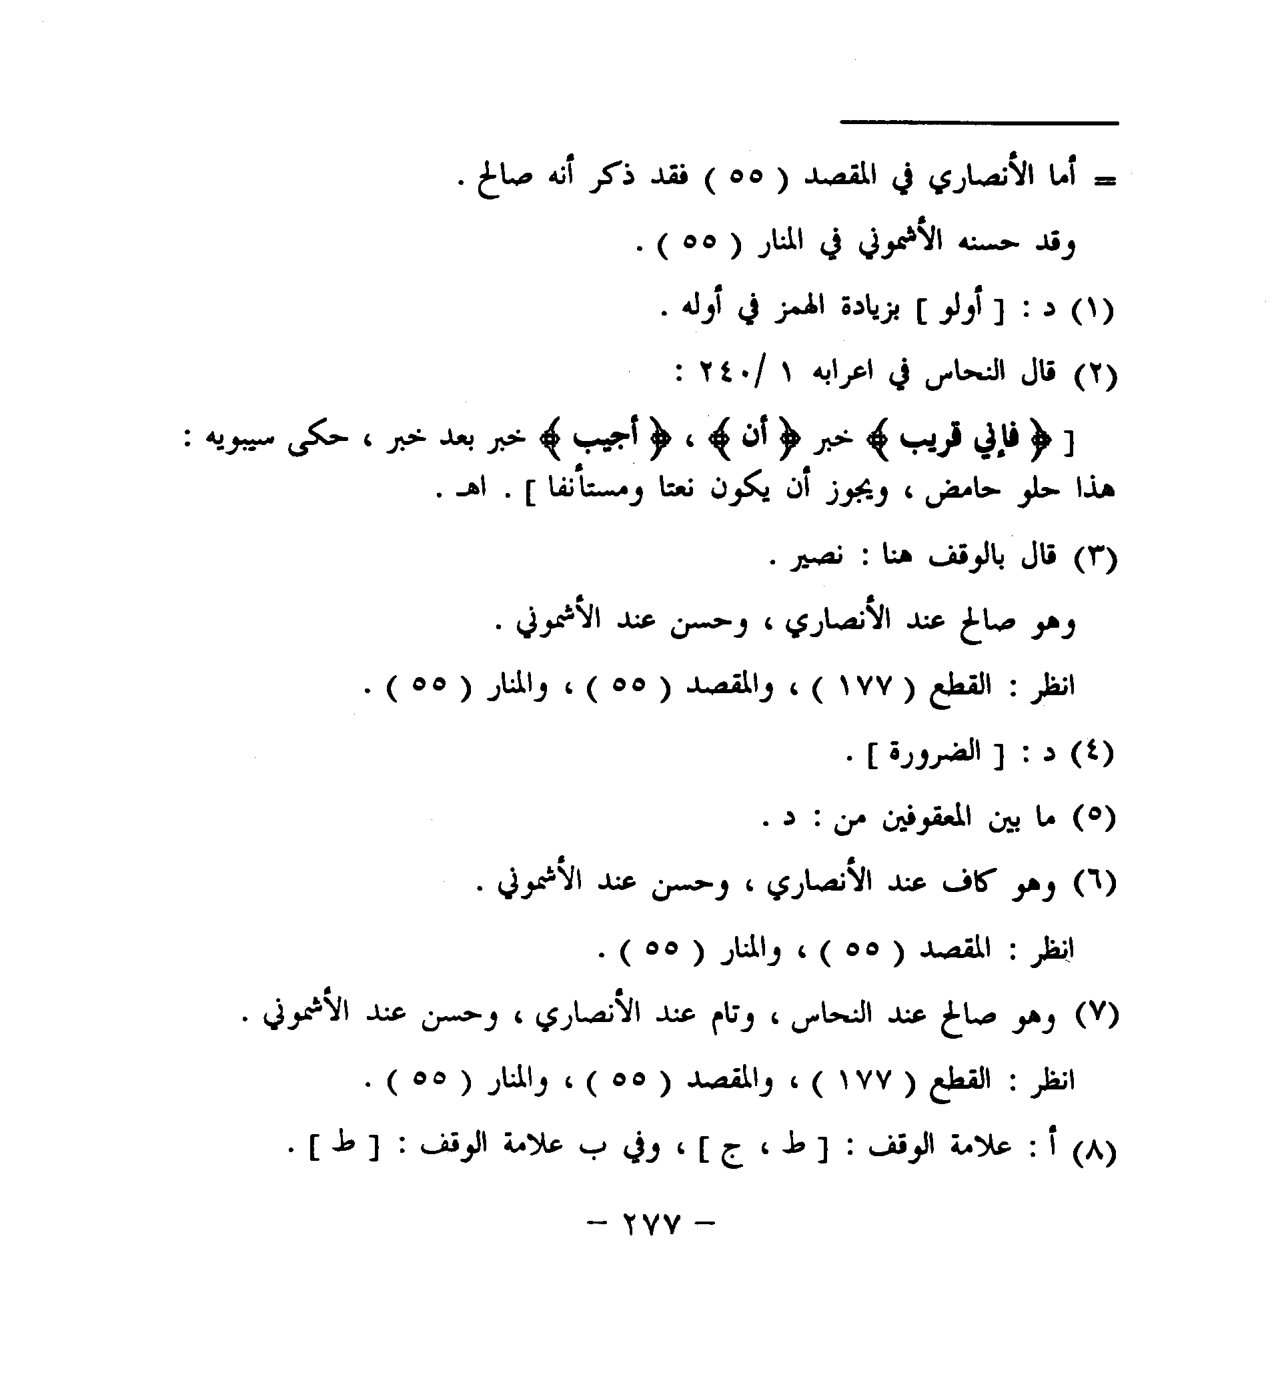 = أما الأنصاري في المقصد ( ٥٥ ) فقد ذكر أنه صالح .
وقد حسنه الأشموني في المنار ( ٥٥ ) .
(١) د : [ أولو ] بزيادة الهمز في أوله .
(٢) قال النحاس في اعرابه ١ /٢٤٠ :
[ ﴿ فإني قريب ﴾ خبر ﴿ أن ﴾ ، ﴿ أجيب ﴾ خبر بعد خبر ، حكى سيبويه :
هذا حلو حامض ، ويجوز أن يكون نعتا ومستأنفا ] . اهـ .
(٣) قال بالوقف هنا : نصير .
وهو صالح عند الأنصاري ، وحسن عند الأشموني .
انظر : القطع ( ١٧٧ ) ، والمقصد ( ٥٥ ) ، والمنار ( ٥٥ ) .
(٤) د : [ الضرورة ] .
(٥) ما بين المعقوفين من : د .
(٦) وهو كاف عند الأنصاري ، وحسن عند الأشموني .
انظر : المقصد ( ٥٥ ) ، والمنار ( ٥٥ ) .
(٧) وهو صالح عند النحاس ، وتام عند الأنصاري ، وحسن عند الأشموني .
انظر : القطع ( ١٧٧ ) ، والمقصد ( ٥٥ ) ، والمنار ( ٥٥ ) .
(٨) أ : علامة الوقف : [ ط ، ج ] ، وفي ب علامة الوقف : [ ط ] .
– ٢٧٧ –